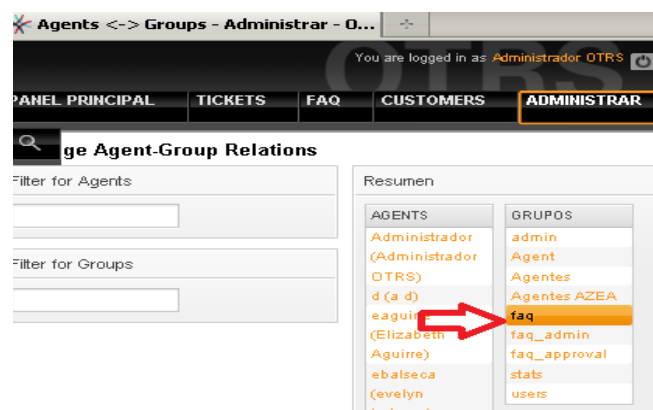 Agents <-> Groups - Administrar - O...
OTRS
You are logged in as Administrador OTRS
PANEL PRINCIPAL TICKETS FAQ CUSTOMERS ADMINISTRAR
ge Agent-Group Relations
Filter for Agents
Filter for Groups
Resumen
AGENTS
Administrador
(Administrador
OTRS)
d (a d)
eaguirre
(Elizabeth
Aguirre)
ebalseca
(evelyn
GRUPOS
admin
Agent
Agentes
Agentes AZEA
faq
faq_admin
faq_approval
stats
users